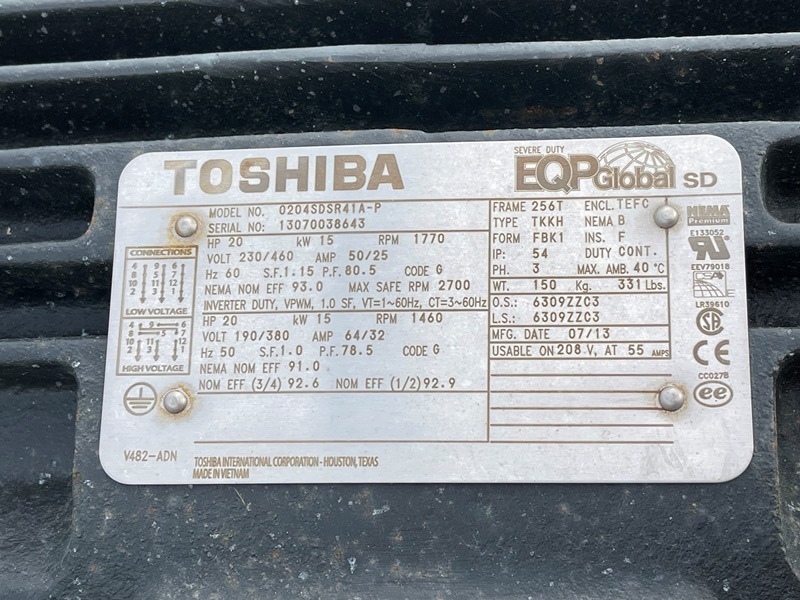 TOSHIBA
SEVERE DUTY
EQP Global SD
MODEL NO. 0204SDSR41A-P
SERIAL NO: 13070038643
HP 20 kW 15 RPM 1770
VOLT 230/460 AMP 50/25
Hz 60 S.F. 1.15 P.F. 80.5 CODE G
NEMA NOM EFF 93.0 MAX SAFE RPM 2700
INVERTER DUTY, VPWM, 1.0 SF, VT=1~60Hz, CT=3~60Hz
HP 20 kW 15 RPM 1460
VOLT 190/380 AMP 64/32
Hz 50 S.F. 1.0 P.F. 78.5 CODE G
NEMA NOM EFF 91.0
NOM EFF (3/4) 92.6 NOM EFF (1/2) 92.9
FRAME 256T ENCL. TEFC
TYPE TKKH NEMA B
FORM FBK1 INS. F
IP: 54 DUTY CONT.
PH. 3 MAX. AMB. 40 °C
WT. 150 Kg. 331 Lbs.
O.S.: 6309ZZC3
L.S.: 6309ZZC3
MFG. DATE 07/13
USABLE ON 208 V, AT 55 AMPS
CONNECTIONS
LOW VOLTAGE
HIGH VOLTAGE
NEMA
Premium
E133052
EEV79018
LR39610
CE
CC027B
ee
V482-ADN
TOSHIBA INTERNATIONAL CORPORATION - HOUSTON, TEXAS
MADE IN VIETNAM